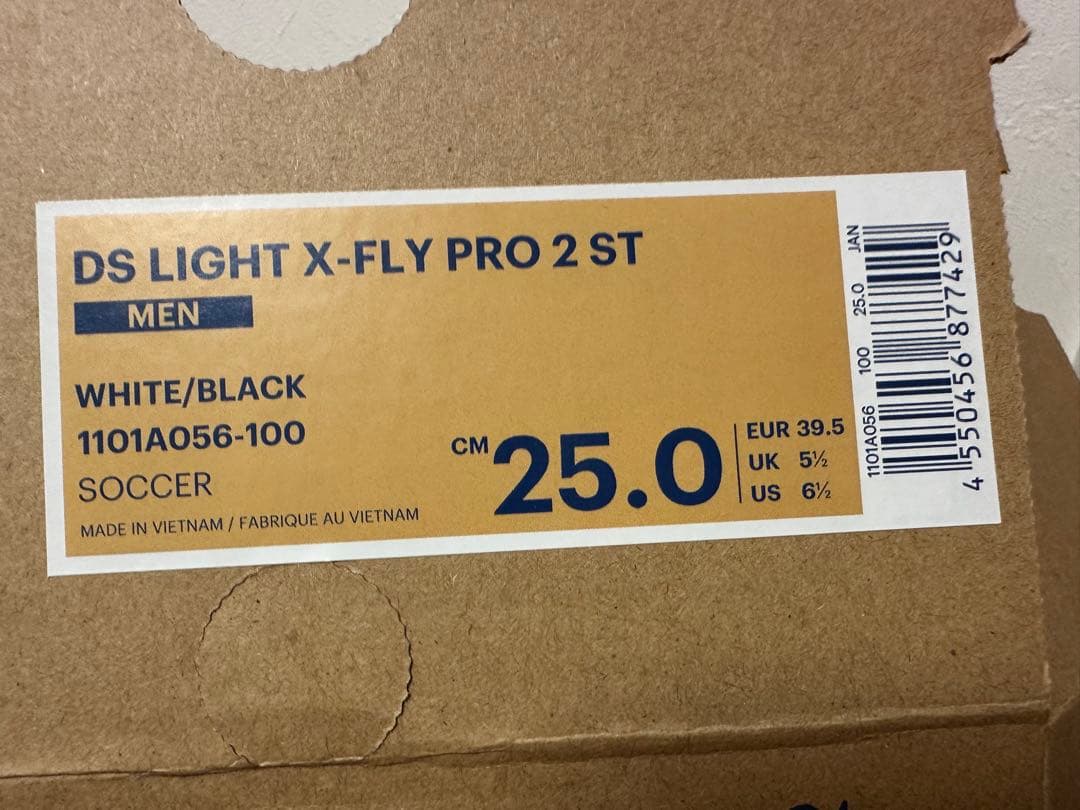 DS LIGHT X-FLY PRO 2 ST
MEN
WHITE/BLACK
1101A056-100
SOCCER
MADE IN VIETNAM / FABRIQUE AU VIETNAM
CM 25.0
EUR 39.5
UK 5½
US 6½
1101A056 100 25.0 JAN
4 550456 877429